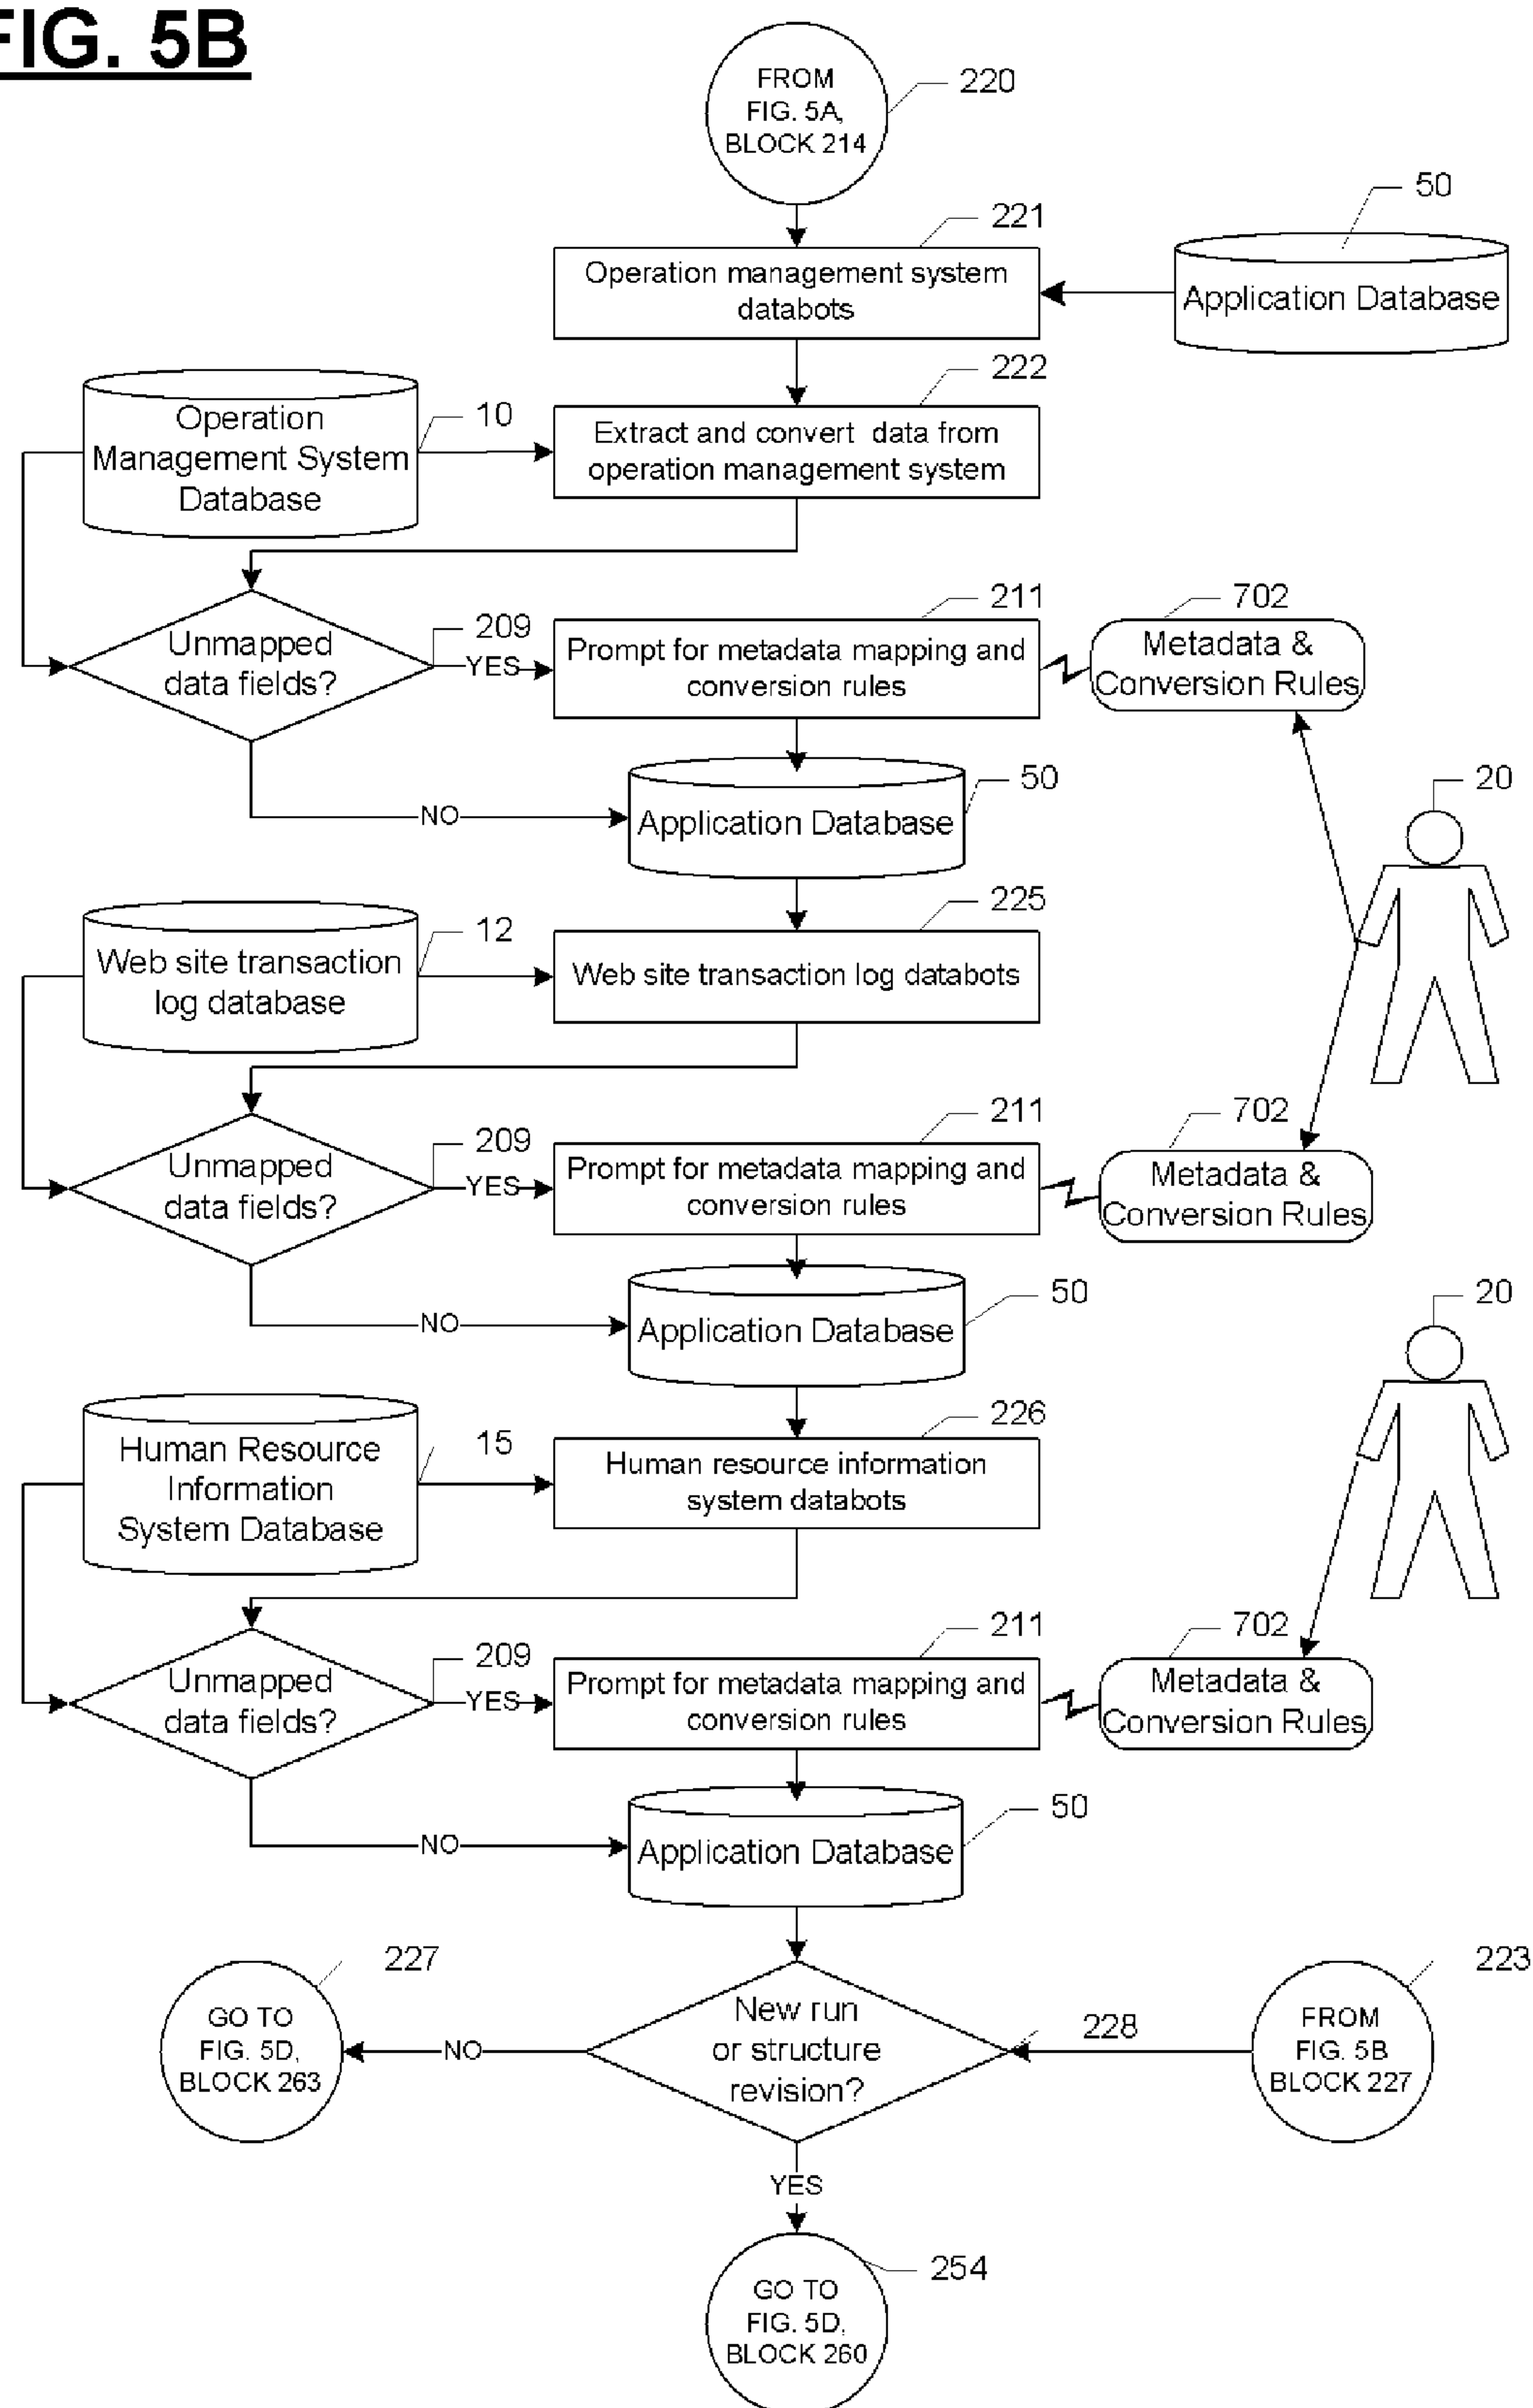 FIG. 5B
FROM
FIG. 5A,
BLOCK 214
220
50
221
Operation management system
databots
Application Database
222
Operation
Management System
Database
10
Extract and convert data from
operation management system
211
702
Unmapped
data fields?
209
YES
Prompt for metadata mapping and
conversion rules
Metadata &
Conversion Rules
50
20
NO
Application Database
225
Web site transaction
log database
12
Web site transaction log databots
211
702
Unmapped
data fields?
209
YES
Prompt for metadata mapping and
conversion rules
Metadata &
Conversion Rules
50
20
NO
Application Database
226
Human Resource
Information
System Database
15
Human resource information
system databots
211
702
Unmapped
data fields?
209
YES
Prompt for metadata mapping and
conversion rules
Metadata &
Conversion Rules
50
NO
Application Database
227
223
GO TO
FIG. 5D,
BLOCK 263
NO
New run
or structure
revision?
228
FROM
FIG. 5B
BLOCK 227
YES
254
GO TO
FIG. 5D,
BLOCK 260